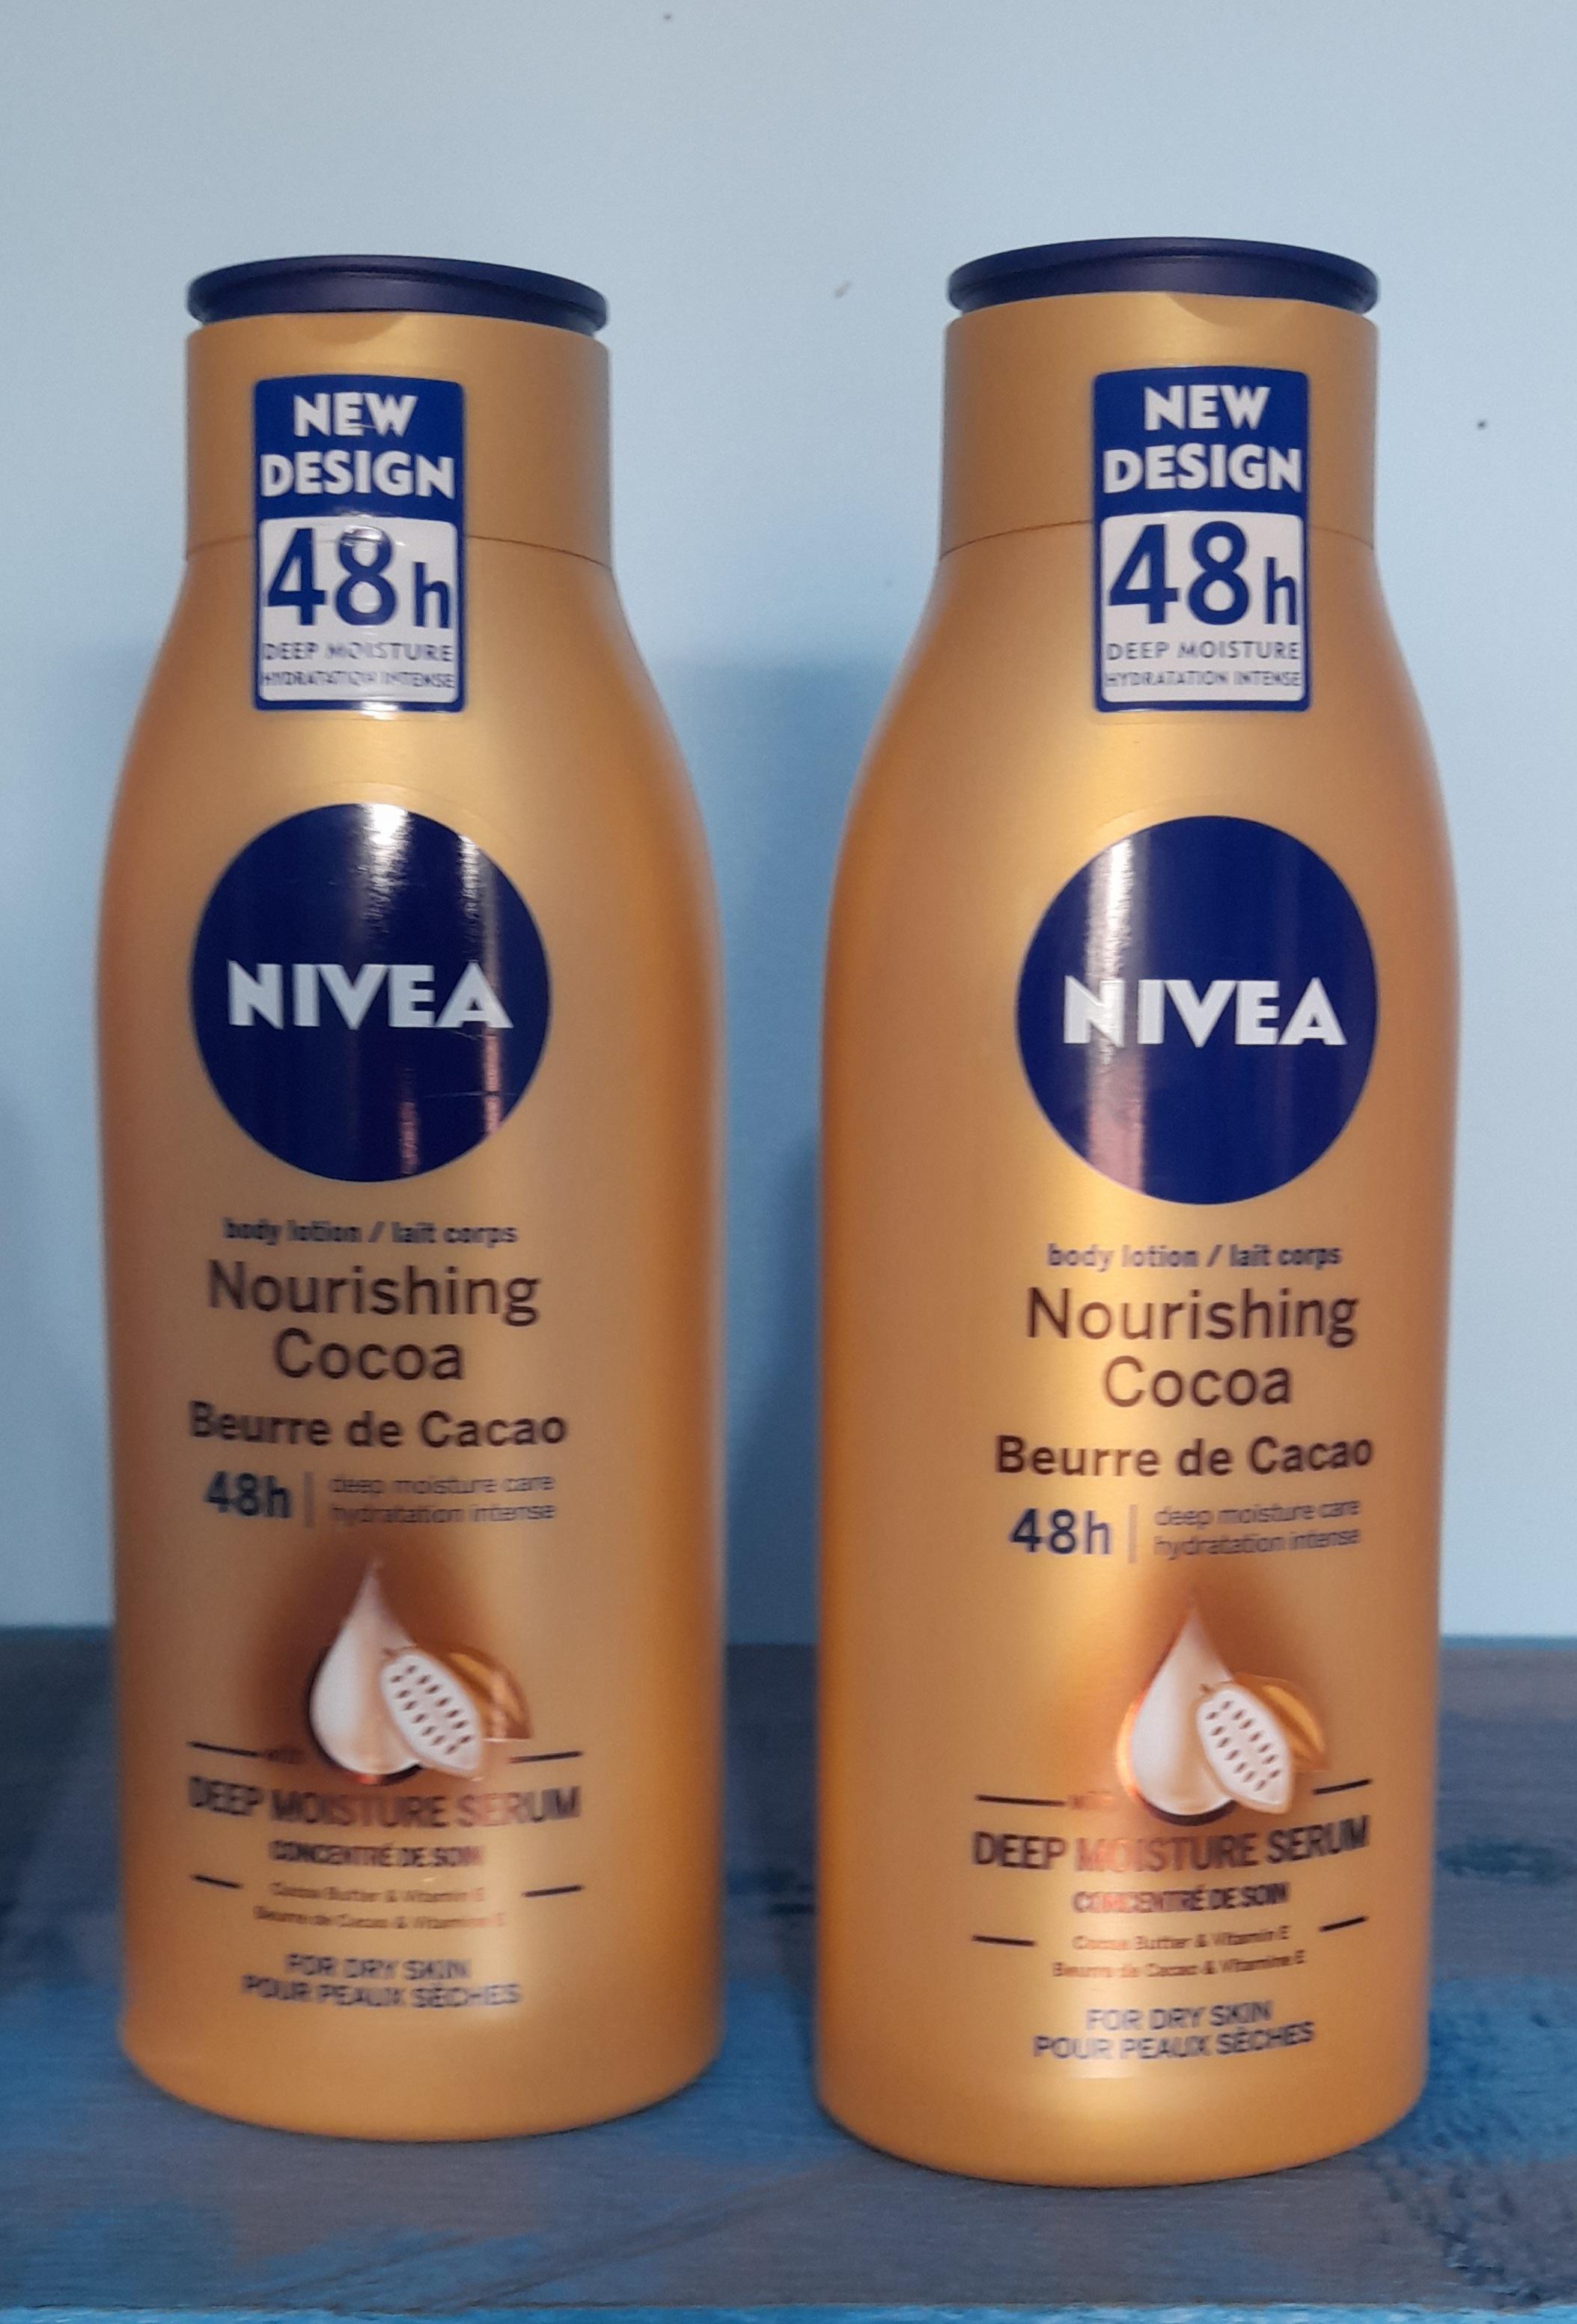 NEW
DESIGN
48h
DEEP MOISTURE
HYDRATATION INTENSE
NIVEA
body lotion / lait corps
Nourishing
Cocoa
Beurre de Cacao
48h | deep moisture care
hydratation intense
WITH
DEEP MOISTURE SERUM
CONCENTRÉ DE SOIN
Cocoa Butter & Vitamin E
Beurre de Cacao & Vitamine E
FOR DRY SKIN
POUR PEAUX SÈCHES
NEW
DESIGN
48h
DEEP MOISTURE
HYDRATATION INTENSE
NIVEA
body lotion / lait corps
Nourishing
Cocoa
Beurre de Cacao
48h | deep moisture care
hydratation intense
WITH
DEEP MOISTURE SERUM
CONCENTRÉ DE SOIN
Cocoa Butter & Vitamin E
Beurre de Cacao & Vitamine E
FOR DRY SKIN
POUR PEAUX SÈCHES